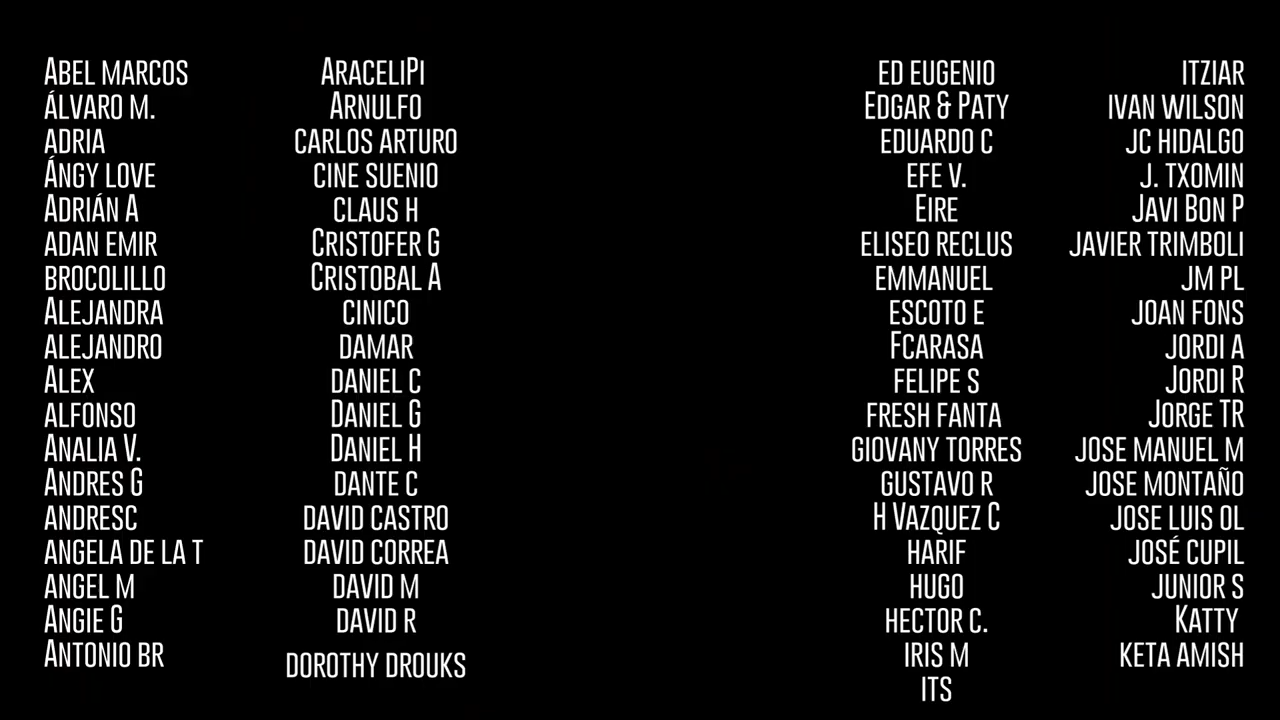 Abel marcos
Álvaro m.
adria
Ángy love
Adrián A
adan emir
brocolillo
Alejandra
alejandro
Alex
alfonso
Analia V.
Andres G
andresc
angela de la t
angel m
Angie G
Antonio br
AraceliPi
Arnulfo
carlos arturo
cine suenio
claus h
Cristofer G
Cristobal A
cinico
damar
daniel c
Daniel G
Daniel H
dante c
david castro
david correa
david m
david r
dorothy drouks
ed eugenio
Edgar & Paty
eduardo c
efe v.
Eire
eliseo reclus
emmanuel
escoto e
Fcarasa
felipe s
fresh fanta
giovany torres
gustavo r
H Vazquez C
harif
hugo
hector c.
iris m
its
itziar
ivan wilson
jc hidalgo
j. txomin
Javi Bon P
javier trimboli
jm pl
joan fons
jordi a
Jordi R
Jorge TR
jose manuel m
jose montaño
jose luis ol
josé cupil
junior s
Katty
keta amish